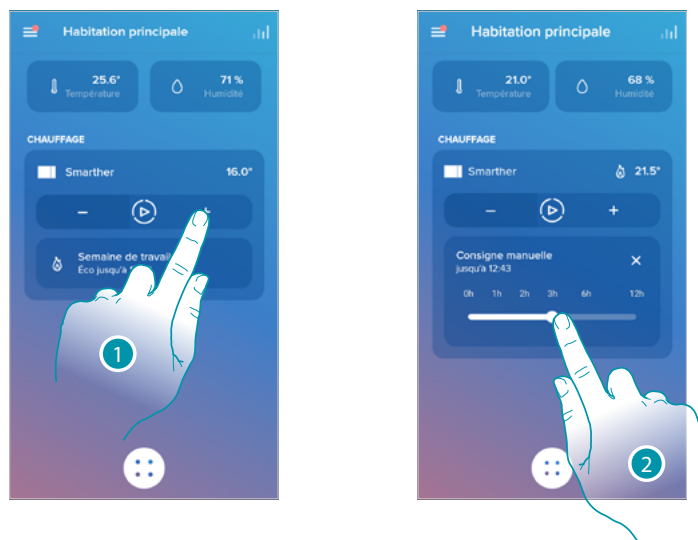 Habitation principale
25.6°
Température
71 %
Humidité
CHAUFFAGE
Smarther
16.0°
–
+
Semaine de travail
Éco jusqu'à
1
Habitation principale
21.0°
Température
68 %
Humidité
CHAUFFAGE
Smarther
21.5°
–
+
Consigne manuelle
jusqu'à 12:43
0h 1h 2h 3h 6h 12h
2